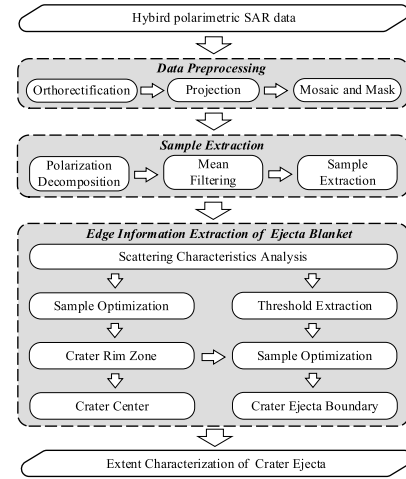 Hybird polarimetric SAR data
Data Preprocessing
Orthorectification
Projection
Mosaic and Mask
Sample Extraction
Polarization
Decomposition
Mean
Filtering
Sample
Extraction
Edge Information Extraction of Ejecta Blanket
Scattering Characteristics Analysis
Sample Optimization
Threshold Extraction
Crater Rim Zone
Sample Optimization
Crater Center
Crater Ejecta Boundary
Extent Characterization of Crater Ejecta